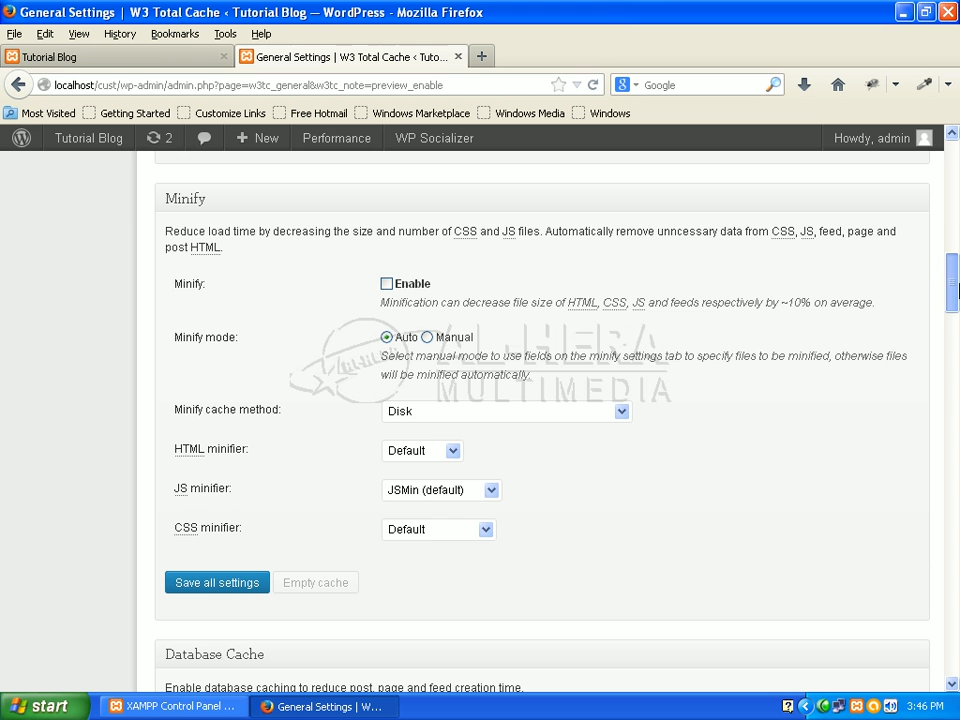 General Settings | W3 Total Cache ‹ Tutorial Blog — WordPress - Mozilla Firefox
File Edit View History Bookmarks Tools Help
Tutorial Blog
General Settings | W3 Total Cache ‹ Tuto...
localhost/cust/wp-admin/admin.php?page=w3tc_general&w3tc_note=preview_enable
Google
Most Visited Getting Started Customize Links Free Hotmail Windows Marketplace Windows Media Windows
Tutorial Blog 2 New Performance WP Socializer Howdy, admin
Minify
Reduce load time by decreasing the size and number of CSS and JS files. Automatically remove unncessary data from CSS, JS, feed, page and
post HTML.
Minify: Enable
Minification can decrease file size of HTML, CSS, JS and feeds respectively by ~10% on average.
Minify mode: Auto Manual
Select manual mode to use fields on the minify settings tab to specify files to be minified, otherwise files
will be minified automatically.
AL-HERA
MULTIMEDIA
Minify cache method: Disk
HTML minifier: Default
JS minifier: JSMin (default)
CSS minifier: Default
Save all settings Empty cache
Database Cache
Enable database caching to reduce post, page and feed creation time.
start XAMPP Control Panel ... General Settings | W... 3:46 PM